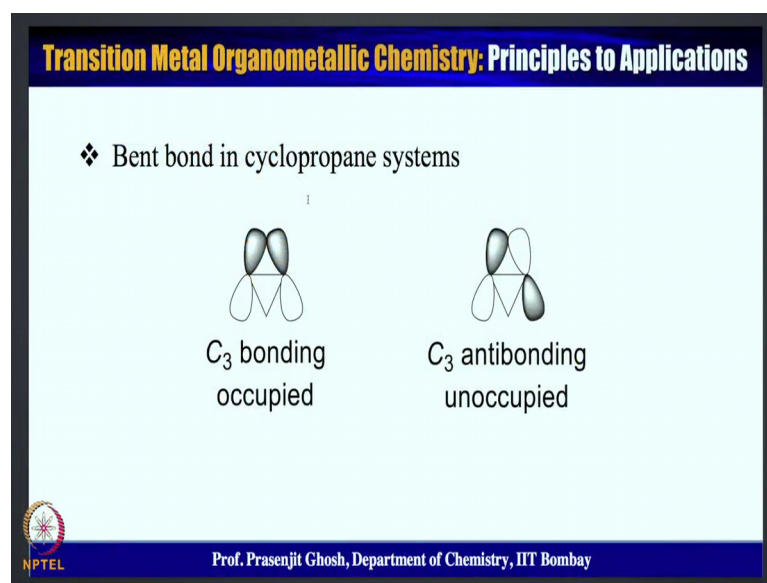 Transition Metal Organometallic Chemistry: Principles to Applications
❖ Bent bond in cyclopropane systems
C₃ bonding
occupied
C₃ antibonding
unoccupied
NPTEL
Prof. Prasenjit Ghosh, Department of Chemistry, IIT Bombay